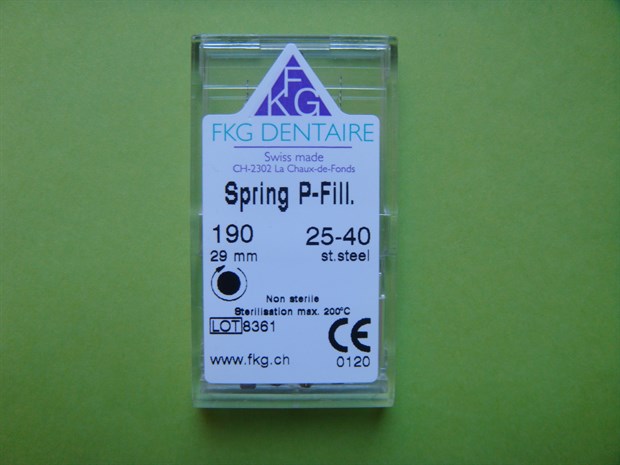 F
KG
FKG DENTAIRE
Swiss made
CH-2302 La Chaux-de-Fonds
Spring P-Fill.
190 25-40
29 mm st.steel
Non sterile
Sterilisation max. 200°C
LOT 8361
CE
www.fkg.ch 0120